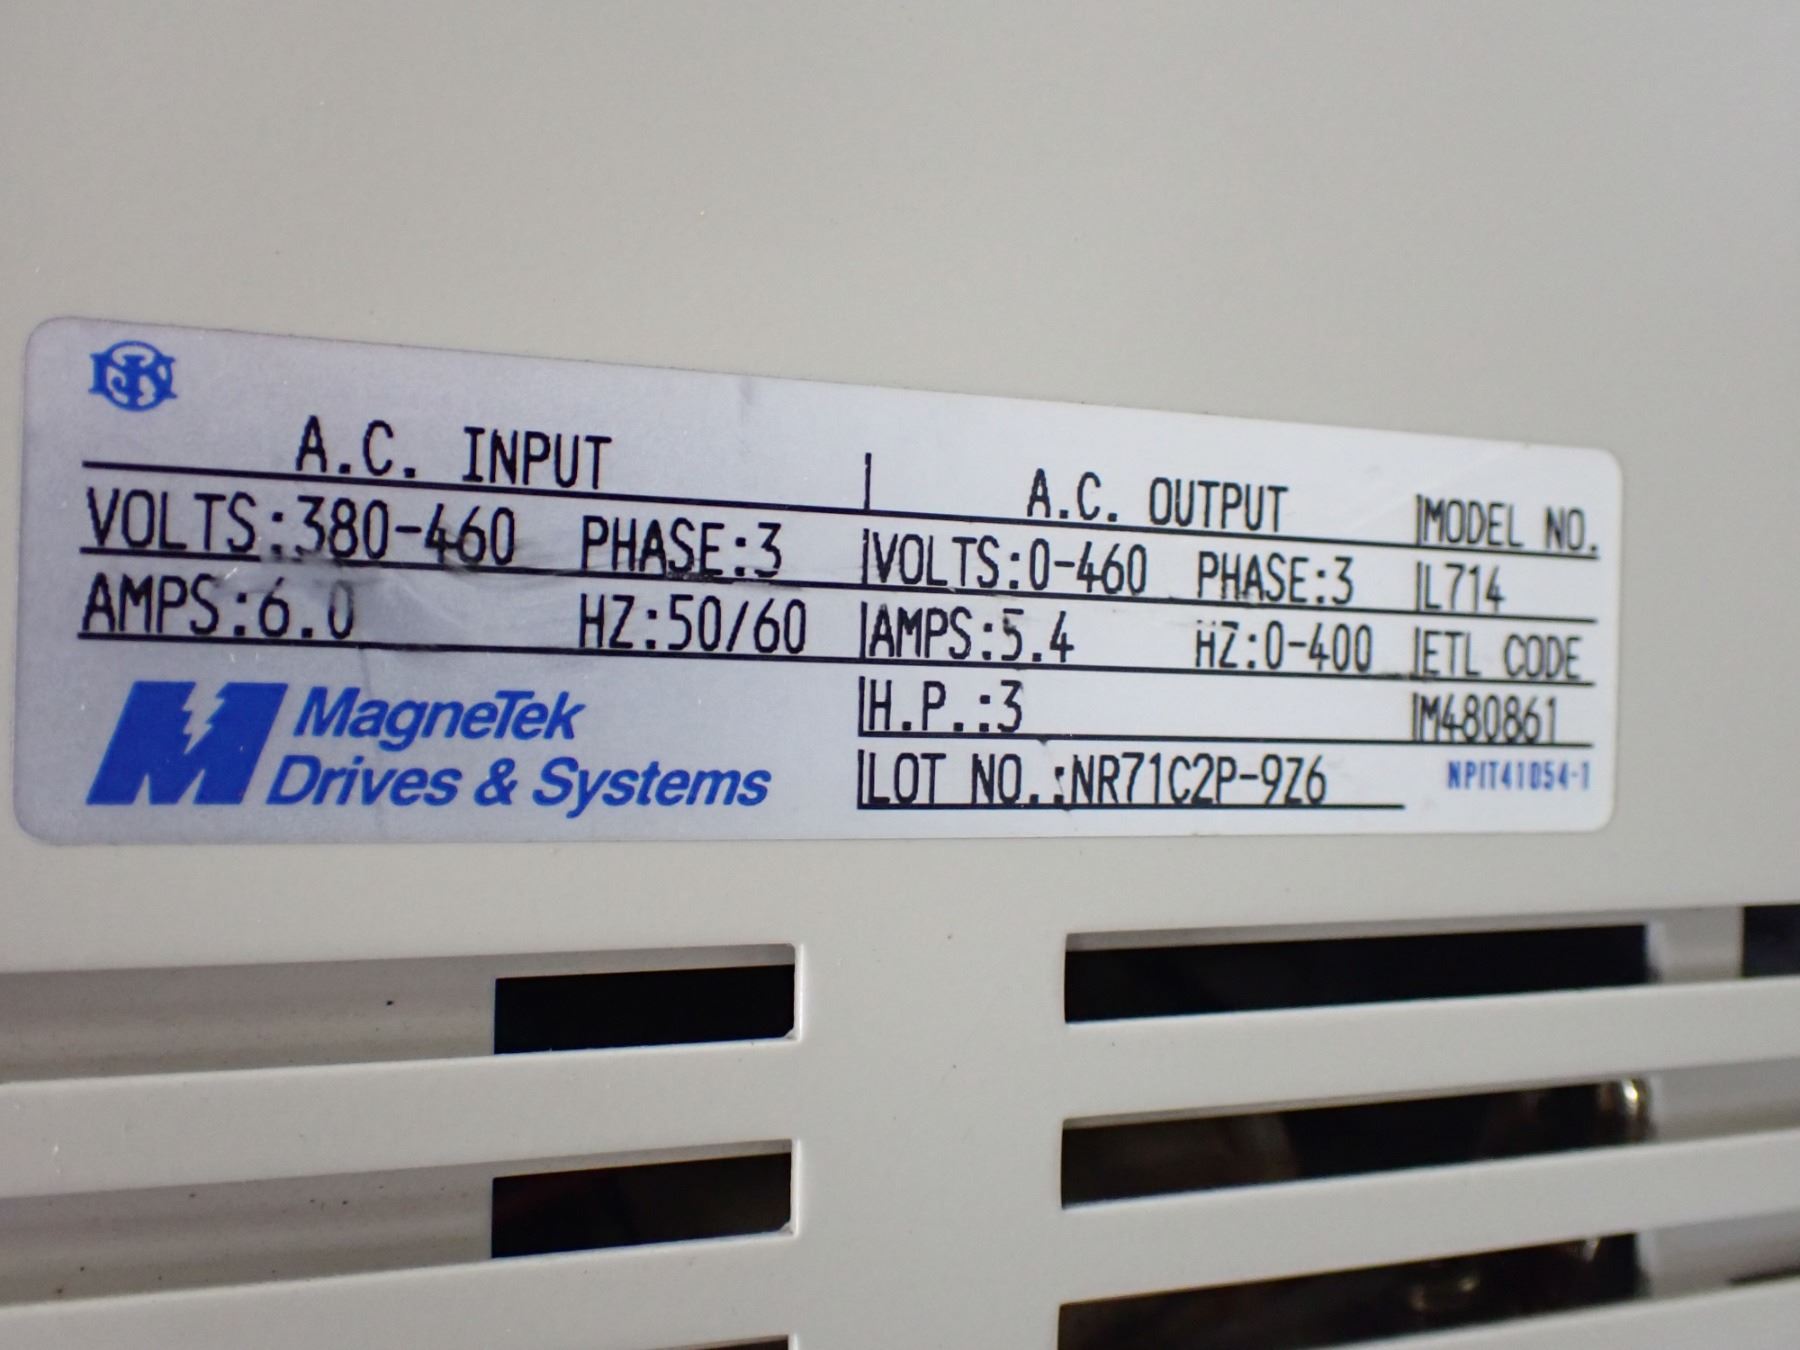 A.C. INPUT
A.C. OUTPUT
MODEL NO.
VOLTS:380-460 PHASE:3
VOLTS:0-460 PHASE:3
L714
AMPS:6.0 HZ:50/60
AMPS:5.4 HZ:0-400
ETL CODE
H.P.:3
M480861
MagneTek
Drives & Systems
LOT NO.:NR71C2P-9Z6
NPIT41054-1